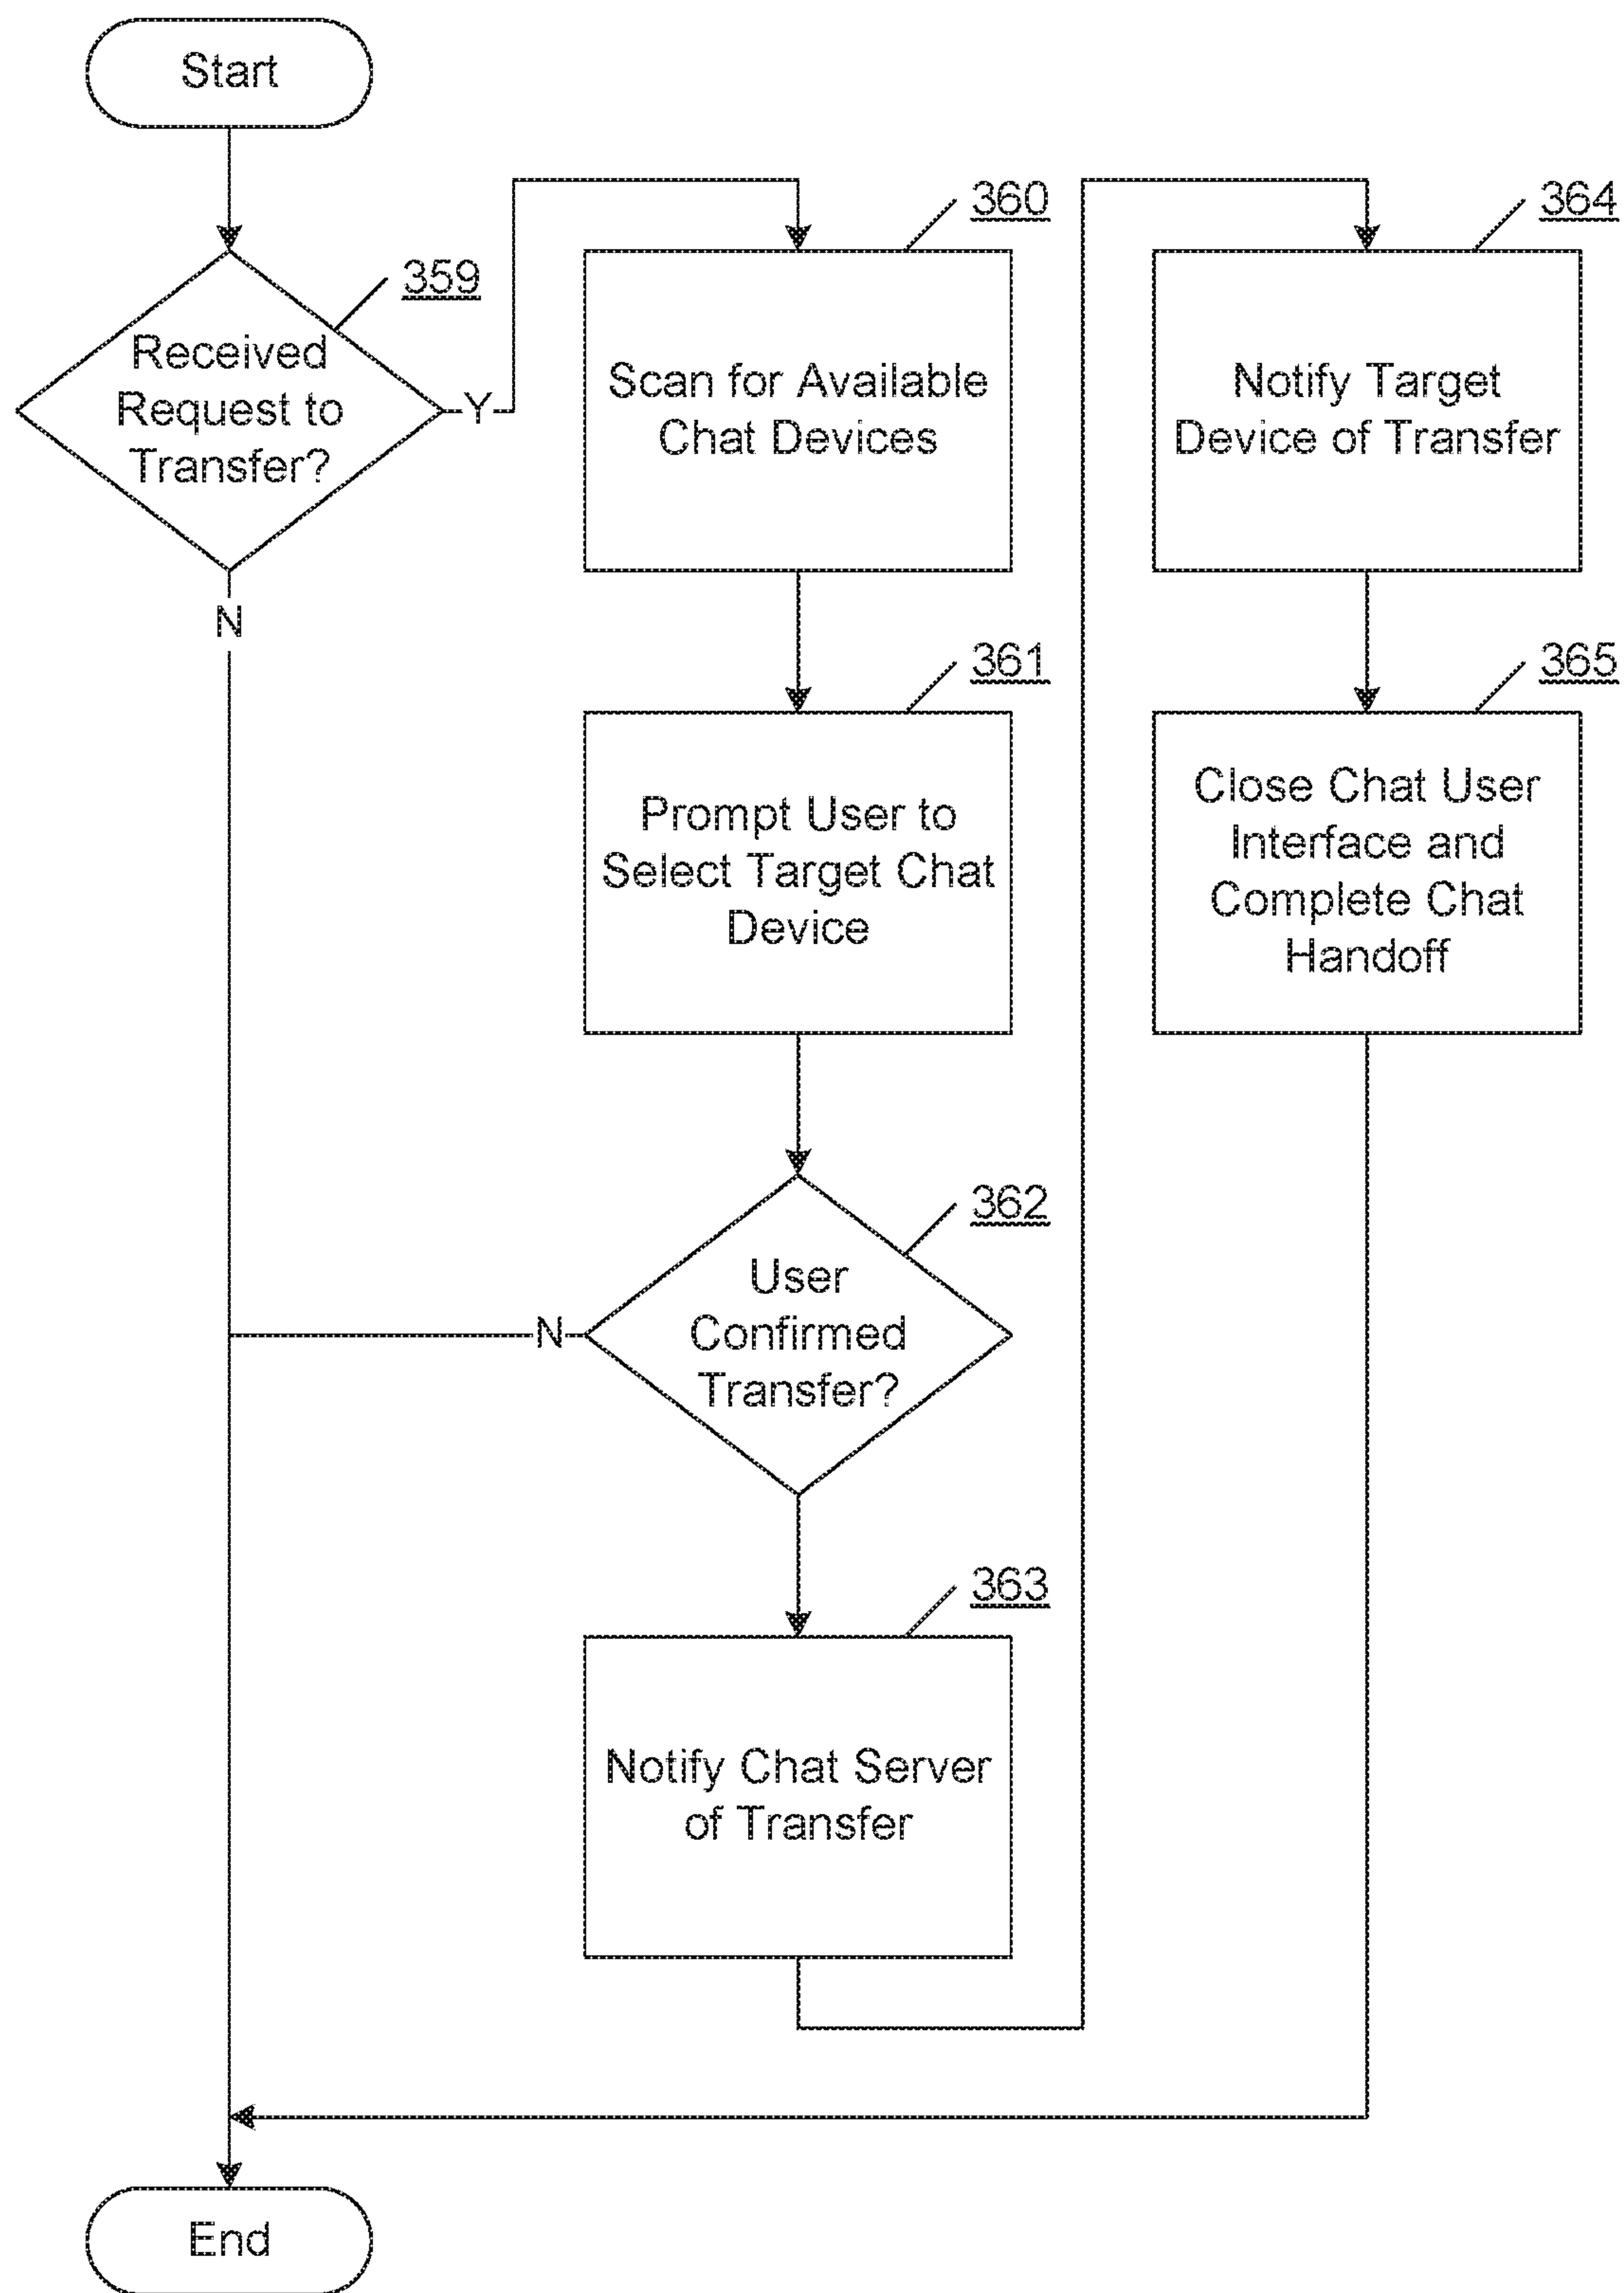 Start
359
Received
Request to
Transfer?
Y
N
360
Scan for Available
Chat Devices
361
Prompt User to
Select Target Chat
Device
362
User
Confirmed
Transfer?
N
363
Notify Chat Server
of Transfer
364
Notify Target
Device of Transfer
365
Close Chat User
Interface and
Complete Chat
Handoff
End